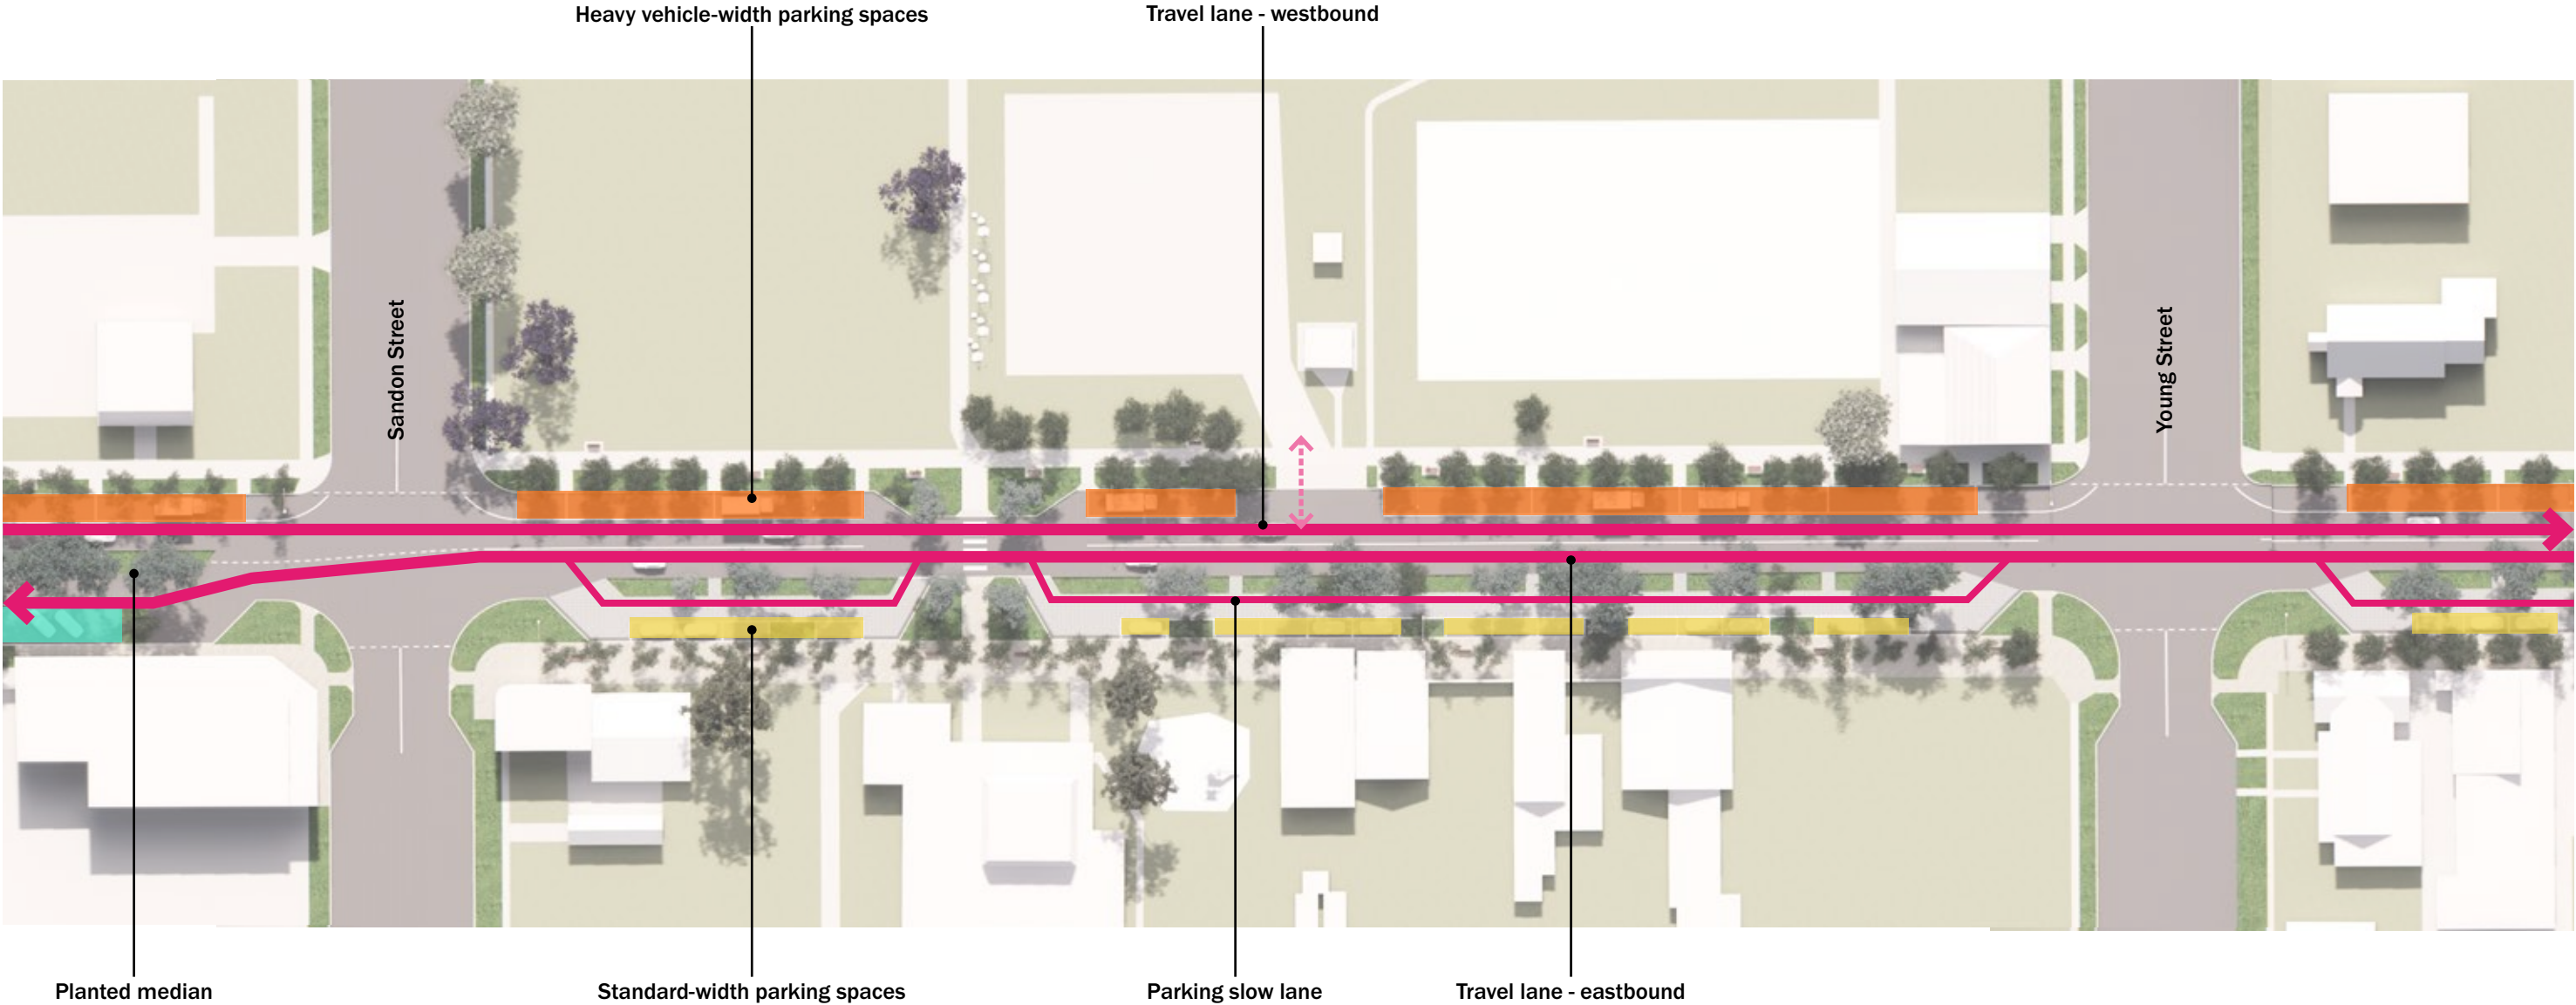 Heavy vehicle-width parking spaces
Travel lane - westbound
Sandon Street
Young Street
Planted median
Standard-width parking spaces
Parking slow lane
Travel lane - eastbound